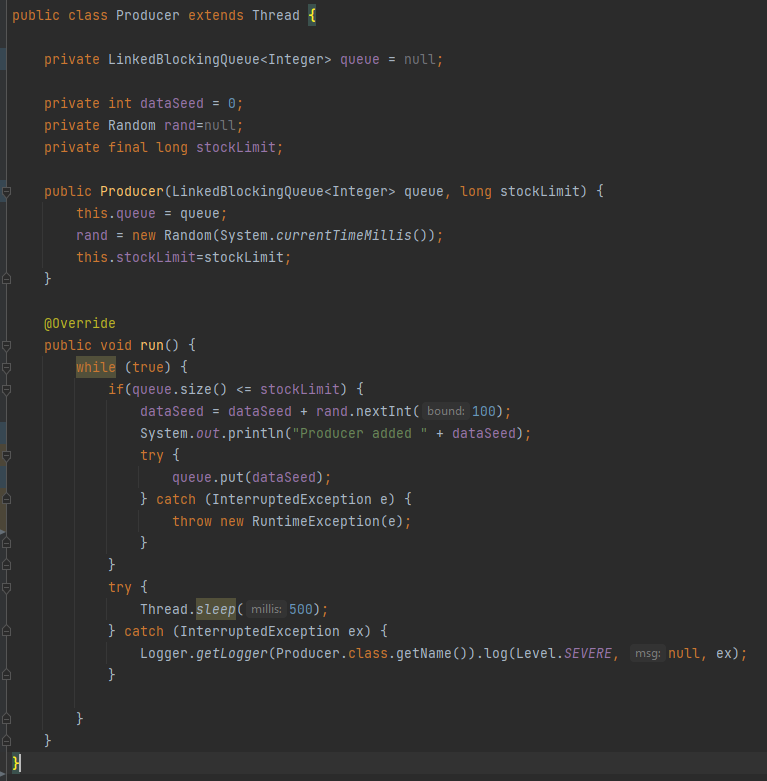 public class Producer extends Thread {
private LinkedBlockingQueue<Integer> queue = null;
private int dataSeed = 0;
private Random rand=null;
private final long stockLimit;
public Producer(LinkedBlockingQueue<Integer> queue, long stockLimit) {
this.queue = queue;
rand = new Random(System.currentTimeMillis());
this.stockLimit=stockLimit;
}
@Override
public void run() {
while (true) {
if(queue.size() <= stockLimit) {
dataSeed = dataSeed + rand.nextInt( bound: 100);
System.out.println("Producer added " + dataSeed);
try {
queue.put(dataSeed);
} catch (InterruptedException e) {
throw new RuntimeException(e);
}
}
try {
Thread.sleep( millis: 500);
} catch (InterruptedException ex) {
Logger.getLogger(Producer.class.getName()).log(Level.SEVERE, msg: null, ex);
}
}
}
}